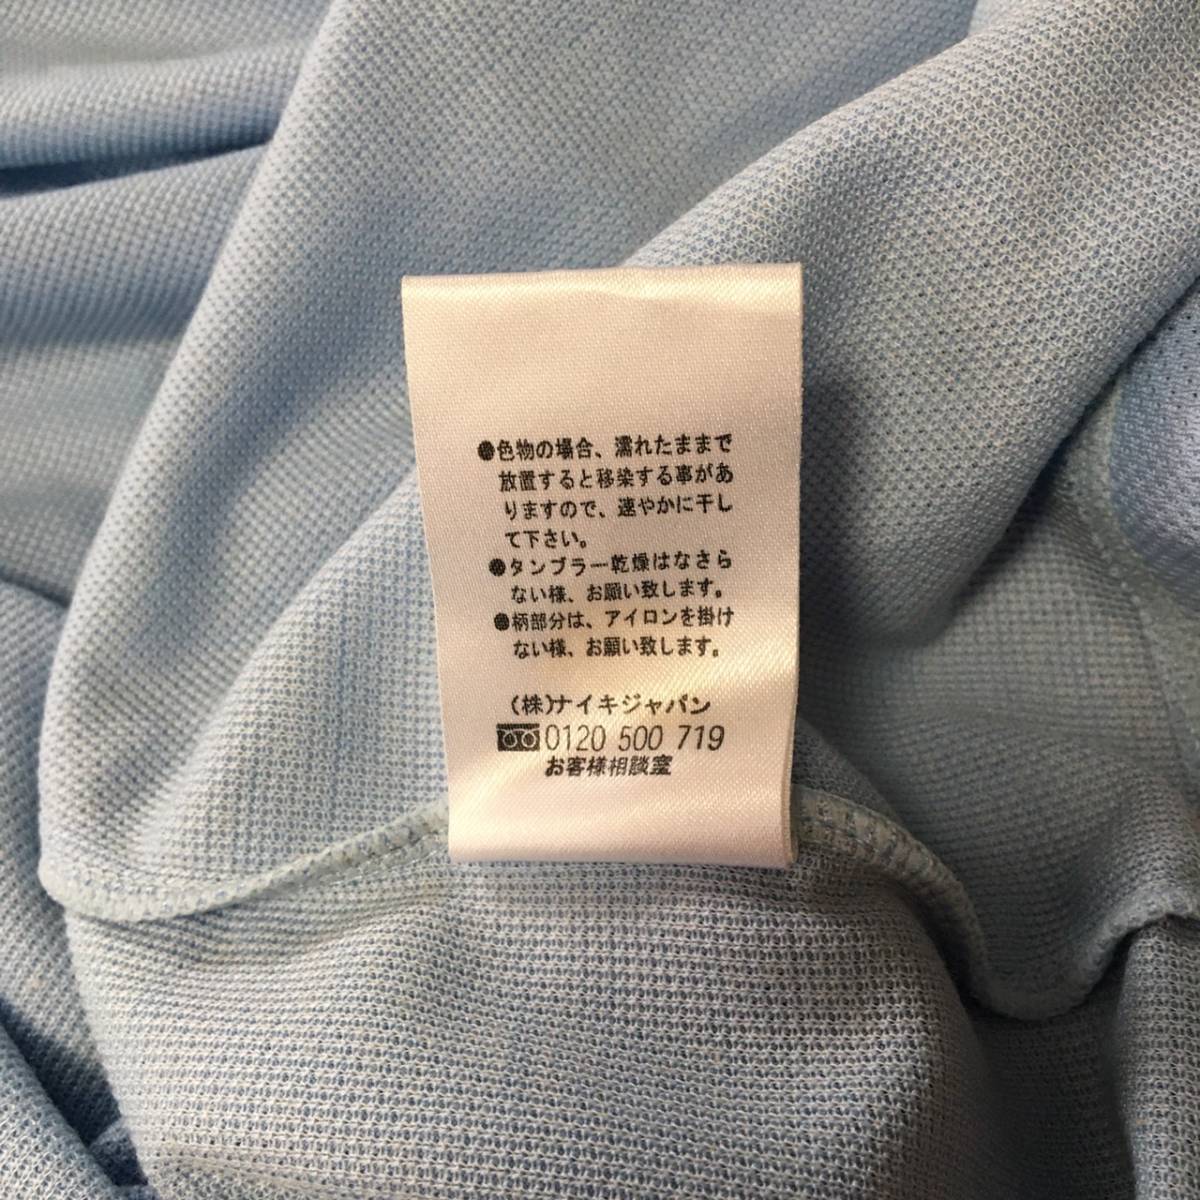 ●色物の場合、濡れたままで
放置すると移染する事があ
りますので、速やかに干し
て下さい。
●タンブラー乾燥はなさら
ない様、お願い致します。
●柄部分は、アイロンを掛け
ない様、お願い致します。
(株)ナイキジャパン
0120 500 719
お客様相談室